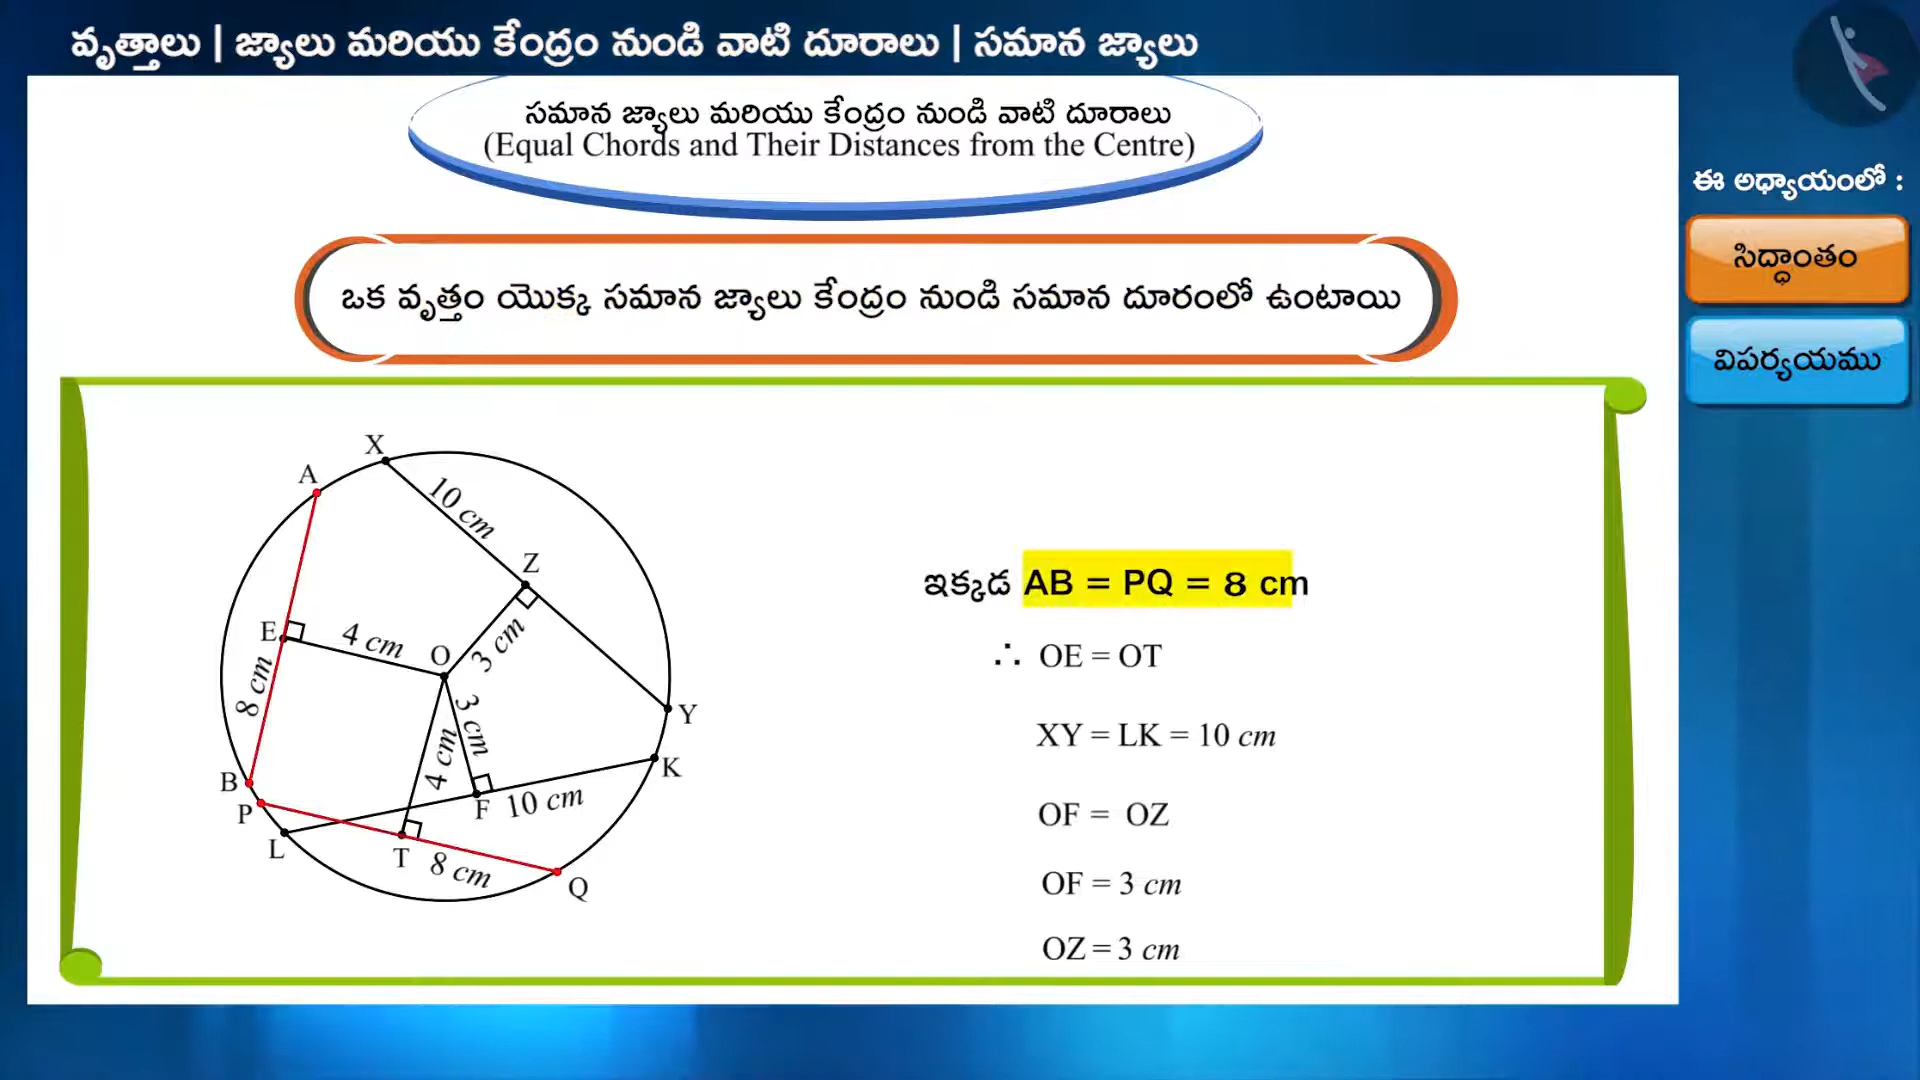 వృత్తాలు | జ్యాలు మరియు కేంద్రం నుండి వాటి దూరాలు | సమాన జ్యాలు
సమాన జ్యాలు మరియు కేంద్రం నుండి వాటి దూరాలు
(Equal Chords and Their Distances from the Centre)
ఈ అధ్యాయంలో :
సిద్ధాంతం
విపర్యయము
ఒక వృత్తం యొక్క సమాన జ్యాలు కేంద్రం నుండి సమాన దూరంలో ఉంటాయి
X
A
10 cm
Z
E
4 cm
O
3 cm
8 cm
3 cm
4 cm
Y
B
K
P
F
10 cm
L
T
8 cm
Q
ఇక్కడ AB = PQ = 8 cm
∴ OE = OT
XY = LK = 10 cm
OF = OZ
OF = 3 cm
OZ = 3 cm